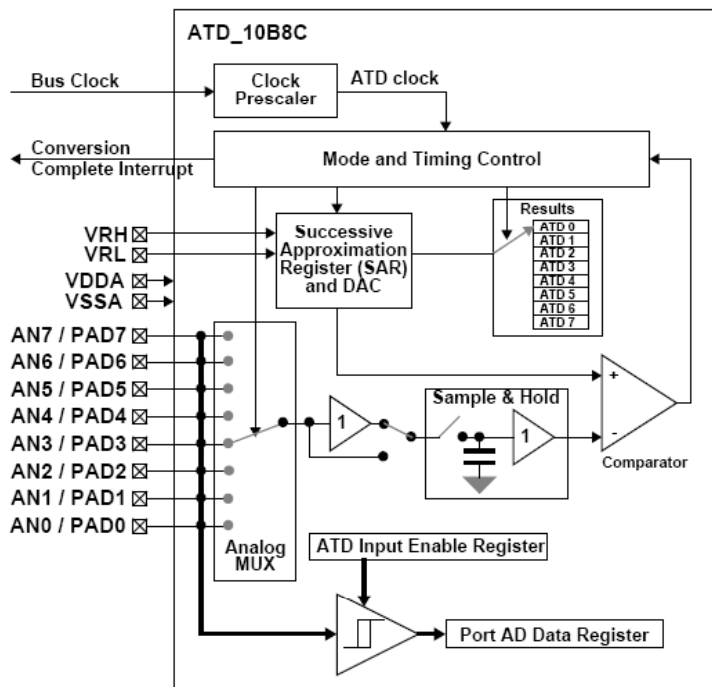 ATD_10B8C
Bus Clock
Clock
Prescaler
ATD clock
Conversion
Complete Interrupt
Mode and Timing Control
Results
ATD 0
ATD 1
ATD 2
ATD 3
ATD 4
ATD 5
ATD 6
ATD 7
VRH
VRL
VDDA
VSSA
Successive
Approximation
Register (SAR)
and DAC
AN7 / PAD7
AN6 / PAD6
AN5 / PAD5
AN4 / PAD4
AN3 / PAD3
AN2 / PAD2
AN1 / PAD1
AN0 / PAD0
Analog
MUX
1
Sample & Hold
1
+
-
Comparator
ATD Input Enable Register
Port AD Data Register